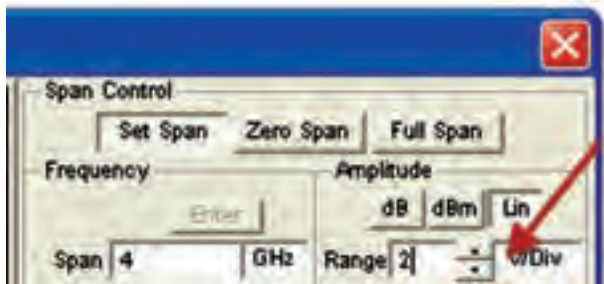 Span Control
Set Span Zero Span Full Span
Frequency Amplitude
Enter dB dBm Lin
Span 4 GHz Range 2 V/Div